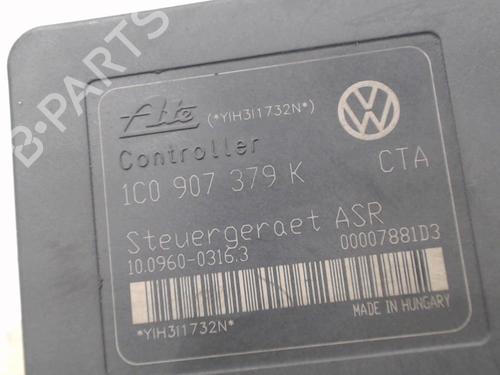 B-PARTS
Ate (*YIH3I1732N*)
Controller
1C0 907 379 K CTA
Steuergeraet ASR
10.0960-0316.3 00007881D3
*YIH3I1732N* MADE IN HUNGARY